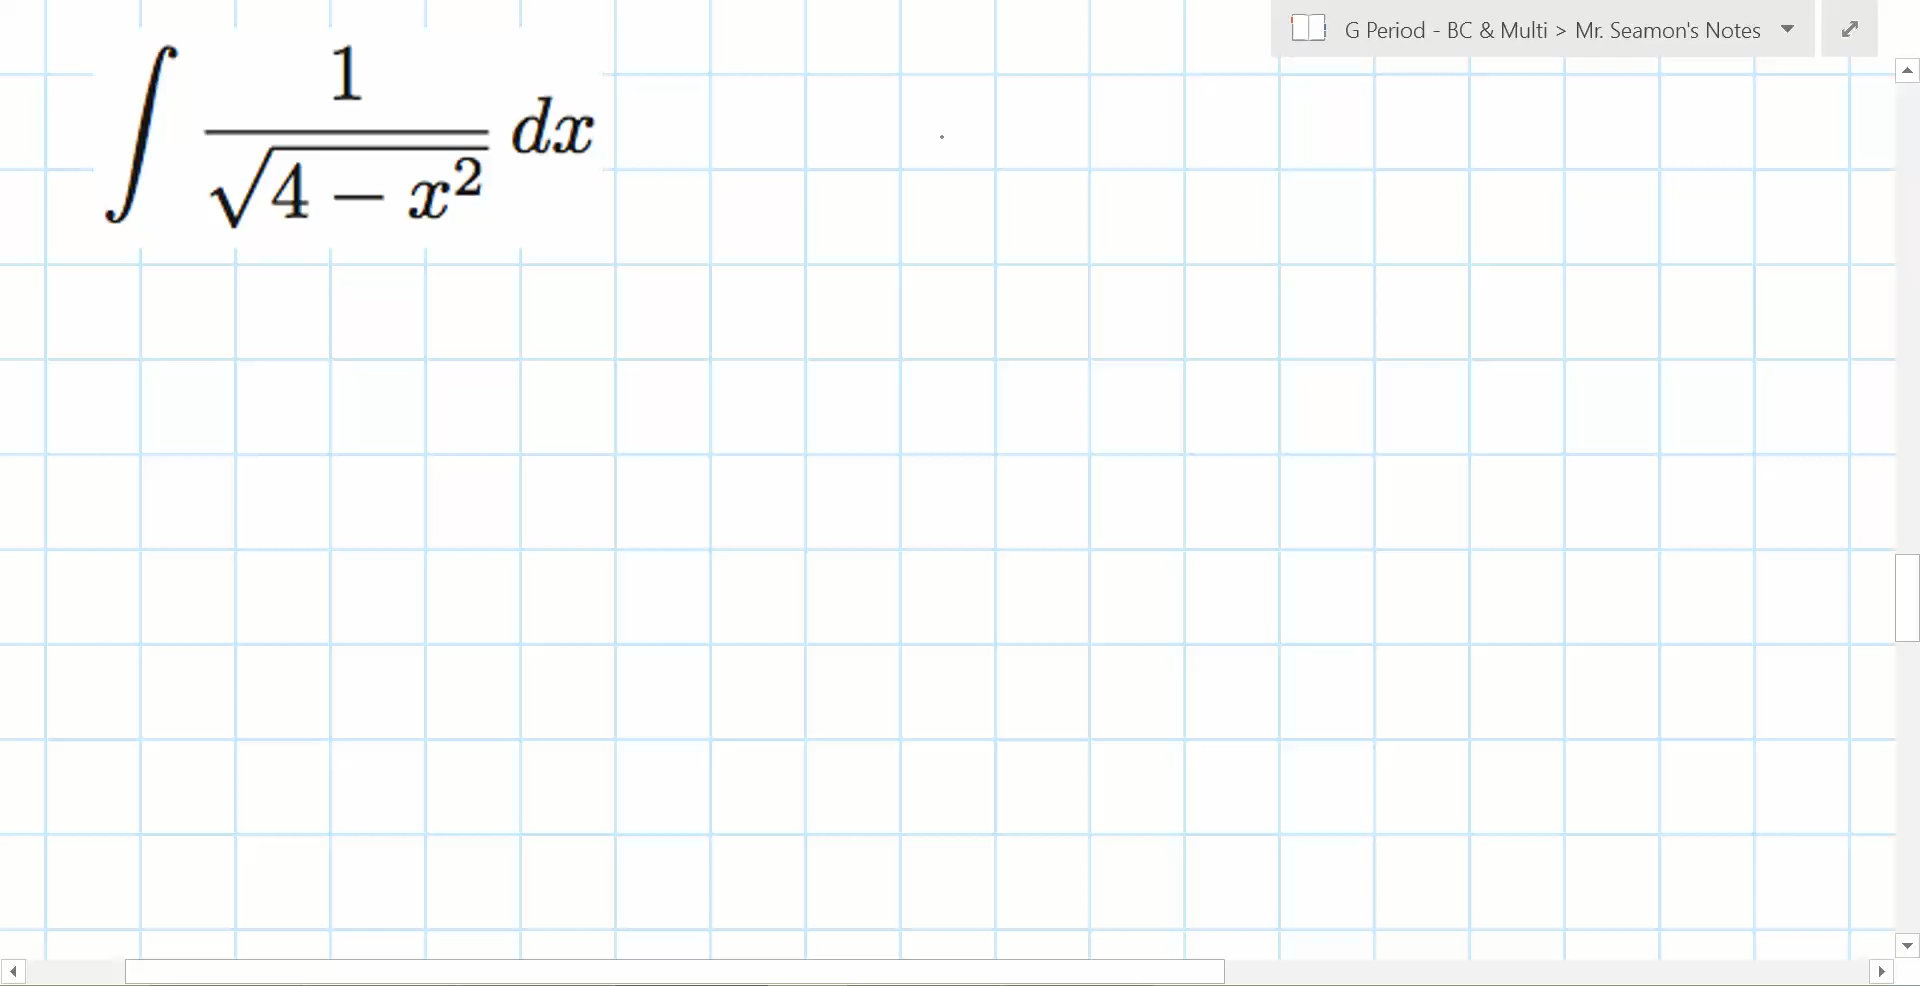 G Period - BC & Multi > Mr. Seamon's Notes
∫ 1/√(4 − x²) dx